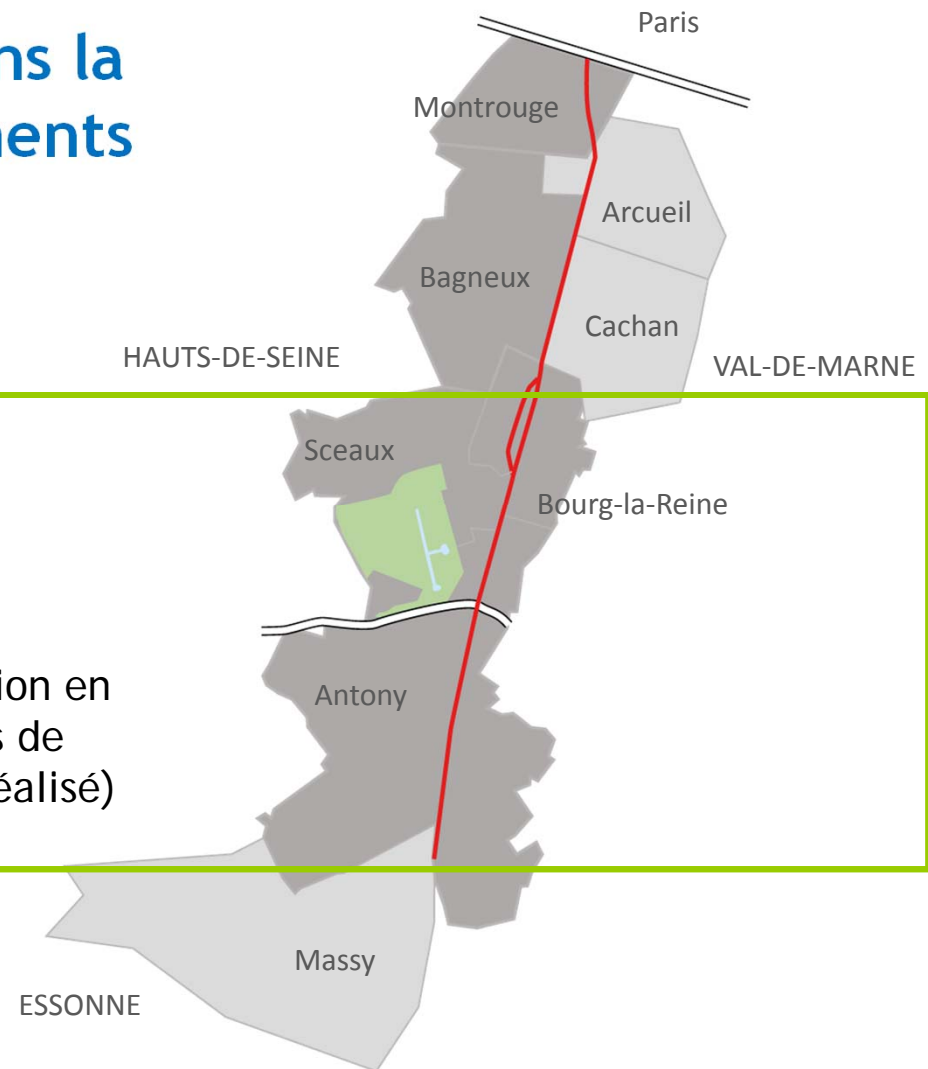 ns la
nents
Paris
Montrouge
Arcueil
Bagneux
Cachan
HAUTS-DE-SEINE
VAL-DE-MARNE
Sceaux
Bourg-la-Reine
ion en
s de
éalisé)
Antony
Massy
ESSONNE